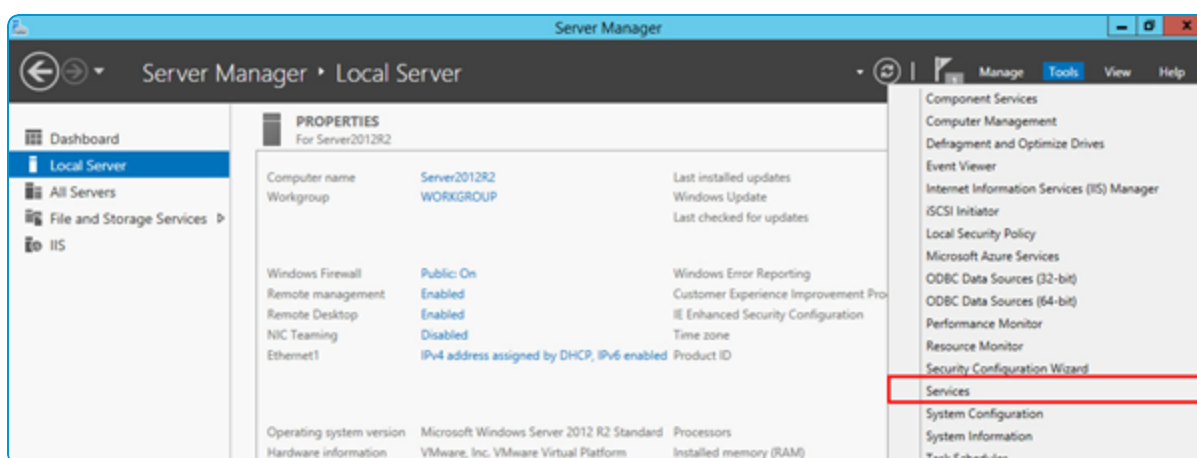 Server Manager
Server Manager ‣ Local Server
Manage Tools View Help
Dashboard
Local Server
All Servers
File and Storage Services
IIS
PROPERTIES
For Server2012R2
Computer name Server2012R2 Last installed updates
Workgroup WORKGROUP Windows Update
Last checked for updates
Windows Firewall Public: On Windows Error Reporting
Remote management Enabled Customer Experience Improvement Pro
Remote Desktop Enabled IE Enhanced Security Configuration
NIC Teaming Disabled Time zone
Ethernet1 IPv4 address assigned by DHCP, IPv6 enabled Product ID
Operating system version Microsoft Windows Server 2012 R2 Standard Processors
Hardware information VMware, Inc. VMware Virtual Platform Installed memory (RAM)
Component Services
Computer Management
Defragment and Optimize Drives
Event Viewer
Internet Information Services (IIS) Manager
iSCSI Initiator
Local Security Policy
Microsoft Azure Services
ODBC Data Sources (32-bit)
ODBC Data Sources (64-bit)
Performance Monitor
Resource Monitor
Security Configuration Wizard
Services
System Configuration
System Information
Task Scheduler